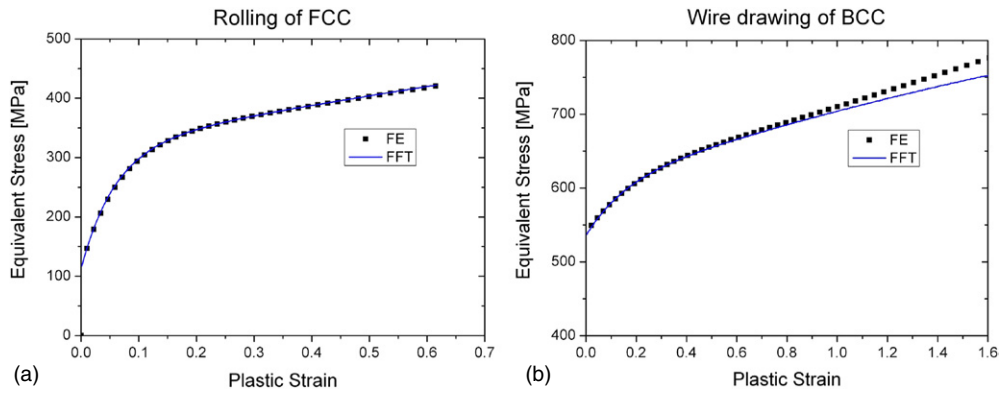 Rolling of FCC
Equivalent Stress [MPa]
500
400
300
200
100
0
FE
FFT
0.0 0.1 0.2 0.3 0.4 0.5 0.6 0.7
Plastic Strain
(a)
Wire drawing of BCC
Equivalent Stress [MPa]
800
700
600
500
400
FE
FFT
0.0 0.2 0.4 0.6 0.8 1.0 1.2 1.4 1.6
Plastic Strain
(b)